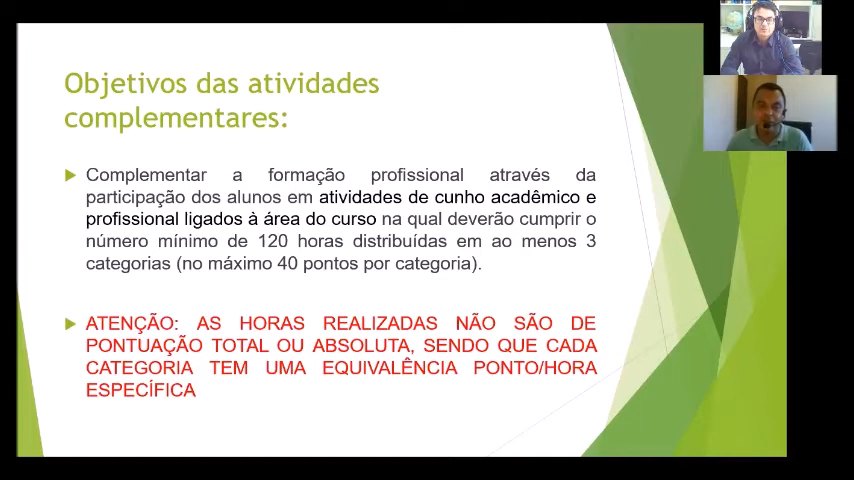 Objetivos das atividades
complementares:
Complementar a formação profissional através da
participação dos alunos em atividades de cunho acadêmico e
profissional ligados à área do curso na qual deverão cumprir o
número mínimo de 120 horas distribuídas em ao menos 3
categorias (no máximo 40 pontos por categoria).
ATENÇÃO: AS HORAS REALIZADAS NÃO SÃO DE
PONTUAÇÃO TOTAL OU ABSOLUTA, SENDO QUE CADA
CATEGORIA TEM UMA EQUIVALÊNCIA PONTO/HORA
ESPECÍFICA